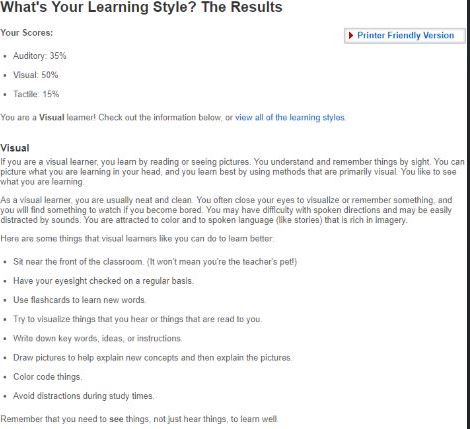 What's Your Learning Style? The Results
Your Scores:
Printer Friendly Version
• Auditory: 35%
• Visual: 50%
• Tactile: 15%
You are a Visual learner! Check out the information below, or view all of the learning styles.
Visual
If you are a visual learner, you learn by reading or seeing pictures. You understand and remember things by sight. You can
picture what you are learning in your head, and you learn best by using methods that are primarily visual. You like to see
what you are learning.
As a visual learner, you are usually neat and clean. You often close your eyes to visualize or remember something, and
you will find something to watch if you become bored. You may have difficulty with spoken directions and may be easily
distracted by sounds. You are attracted to color and to spoken language (like stories) that is rich in imagery.
Here are some things that visual learners like you can do to learn better:
• Sit near the front of the classroom. (It won't mean you're the teacher's pet!)
• Have your eyesight checked on a regular basis.
• Use flashcards to learn new words.
• Try to visualize things that you hear or things that are read to you.
• Write down key words, ideas, or instructions.
• Draw pictures to help explain new concepts and then explain the pictures.
• Color code things.
• Avoid distractions during study times.
Remember that you need to see things, not just hear things, to learn well.